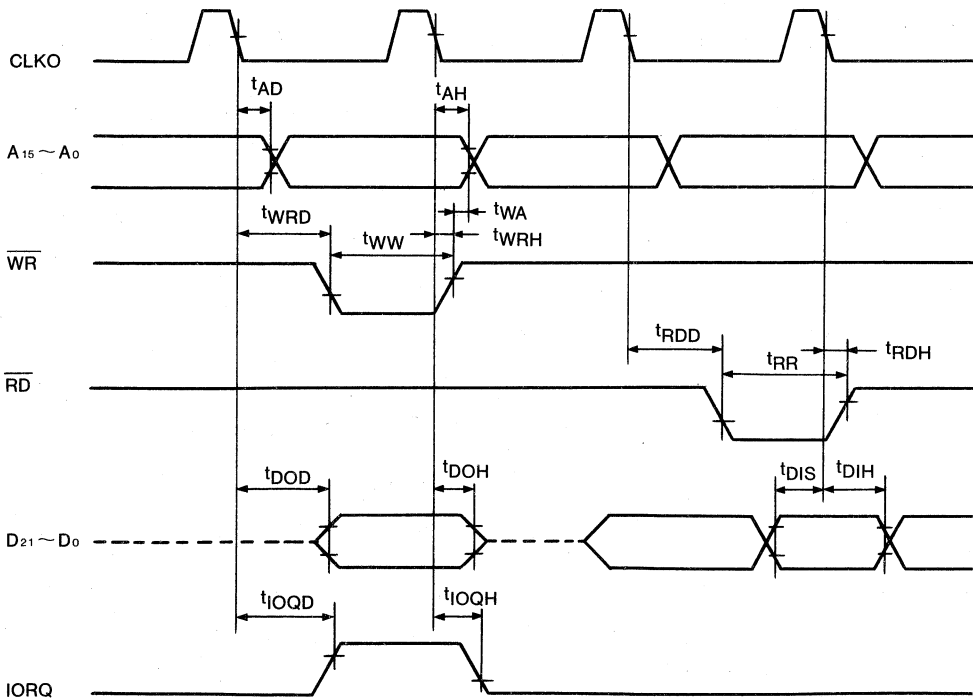 CLKO
tAD
tAH
A15~A0
tWA
tWRD
tWW
tWRH
WR
tRDD
tRR
tRDH
RD
tDOD
tDOH
tDIS
tDIH
D21~D0
tIOQD
tIOQH
IORQ